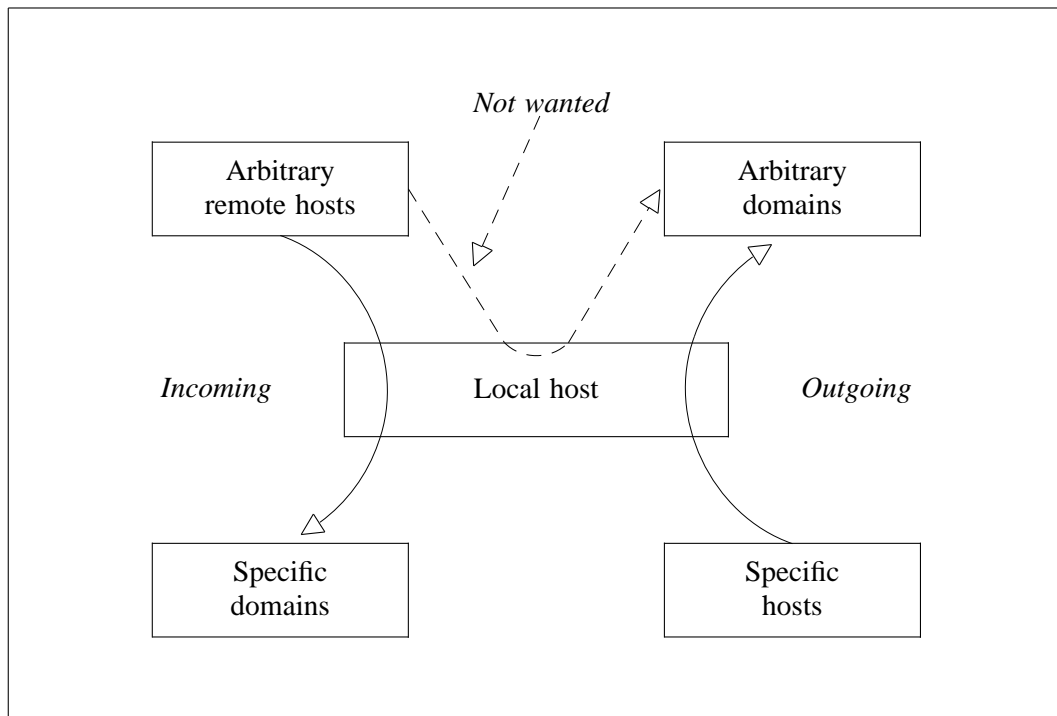 Not wanted
Arbitrary
remote hosts
Arbitrary
domains
Incoming
Local host
Outgoing
Specific
domains
Specific
hosts